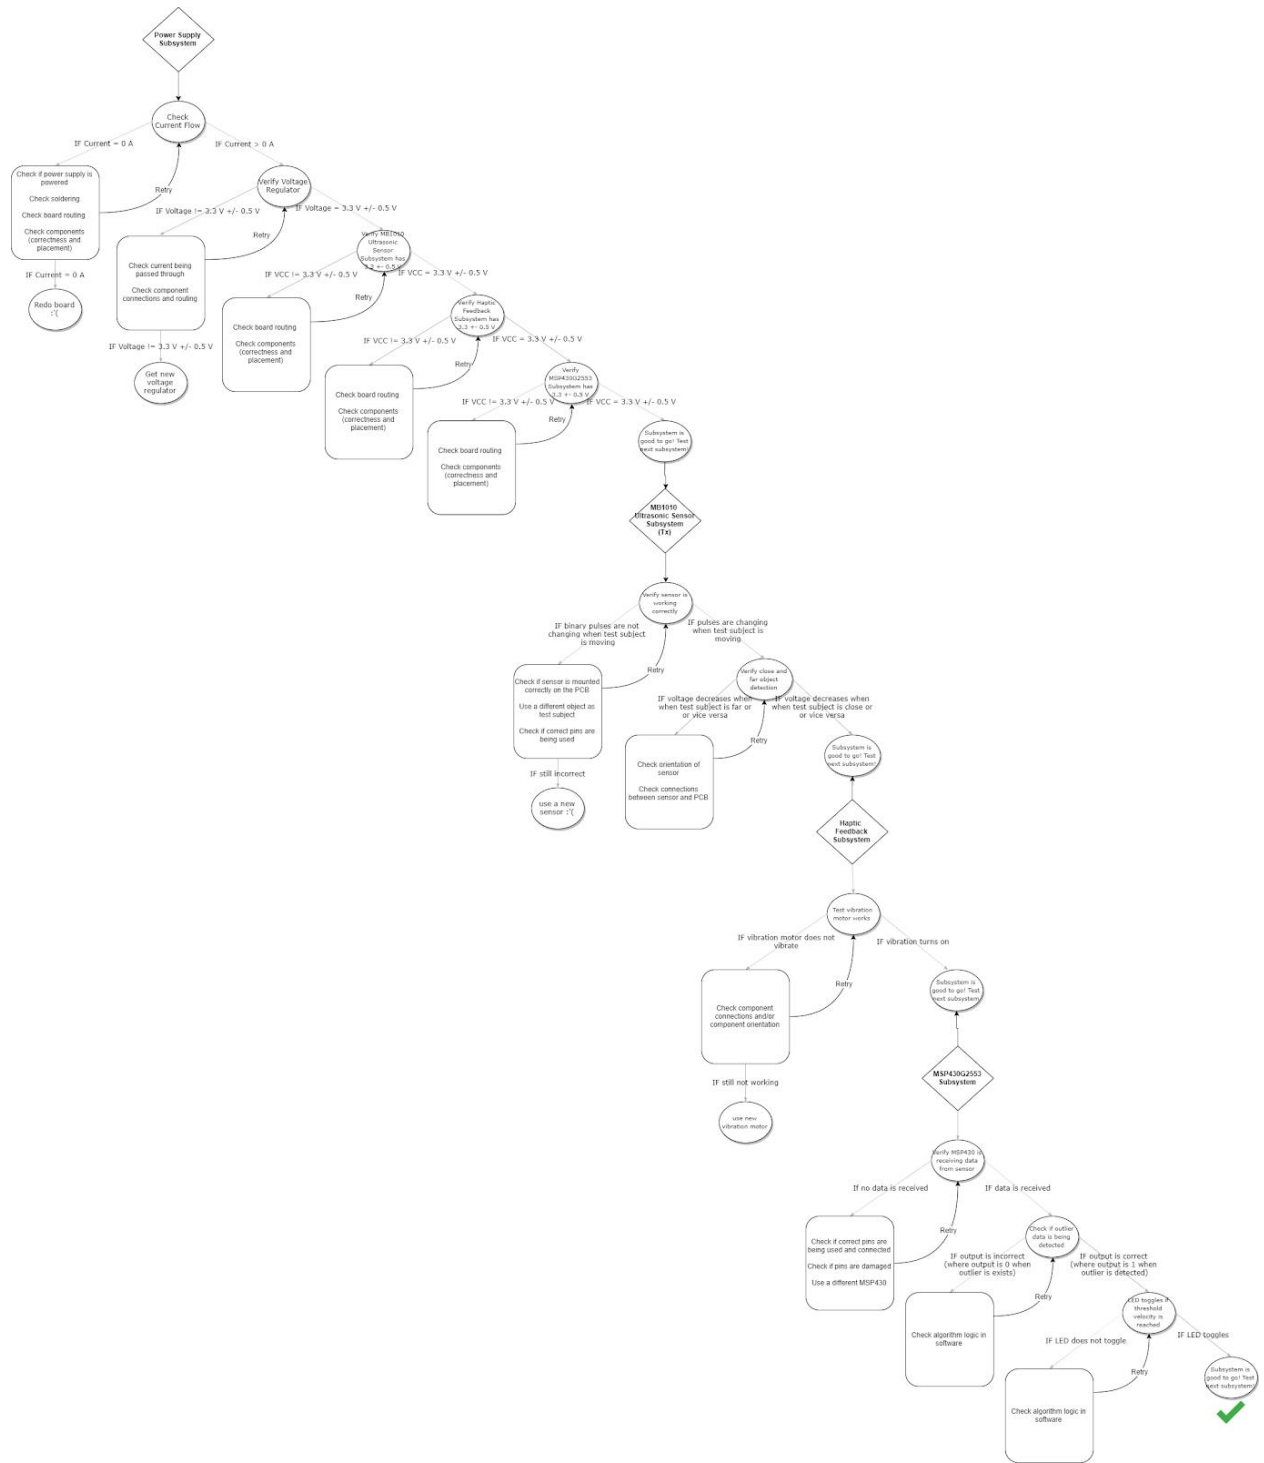 Power Supply
Subsystem
Check
Current Flow
IF Current = 0 A
IF Current > 0 A
Check if power supply is
powered
Check soldering
Check board routing
Check components
(correctness and
placement)
Retry
IF Current = 0 A
Redo board
:'(
Verify Voltage
Regulator
IF Voltage != 3.3 V +/- 0.5 V
IF Voltage = 3.3 V +/- 0.5 V
Check current being
passed through
Check component
connections and routing
Retry
IF Voltage != 3.3 V +/- 0.5 V
Get new
voltage
regulator
Verify MB1010
Ultrasonic
Sensor
Subsystem has
3.3 +- 0.5 V
IF VCC != 3.3 V +/- 0.5 V
IF VCC = 3.3 V +/- 0.5 V
Check board routing
Check components
(correctness and
placement)
Retry
Verify Haptic
Feedback
Subsystem has
3.3 +- 0.5 V
IF VCC != 3.3 V +/- 0.5 V
IF VCC = 3.3 V +/- 0.5 V
Check board routing
Check components
(correctness and
placement)
Retry
Verify
MSP430G2553
Subsystem has
3.3 +- 0.5 V
IF VCC != 3.3 V +/- 0.5 V
IF VCC = 3.3 V +/- 0.5 V
Check board routing
Check components
(correctness and
placement)
Retry
Subsystem is
good to go! Test
next subsystem!
MB1010
Ultrasonic Sensor
Subsystem
(Tx)
Verify sensor is
working
correctly
IF binary pulses are not
changing when test subject
is moving
IF pulses are changing
when test subject is
moving
Check if sensor is mounted
correctly on the PCB
Use a different object as
test subject
Check if correct pins are
being used
Retry
IF still incorrect
use a new
sensor :'(
Verify close and
far object
detection
IF voltage decreases when
when test subject is far or
or vice versa
IF voltage decreases when
when test subject is close or
or vice versa
Check orientation of
sensor
Check connections
between sensor and PCB
Retry
Subsystem is
good to go! Test
next subsystem!
Haptic
Feedback
Subsystem
Test vibration
motor works
IF vibration motor does not
vibrate
IF vibration turns on
Check component
connections and/or
component orientation
Retry
IF still not working
use new
vibration motor
Subsystem is
good to go! Test
next subsystem
MSP430G2553
Subsystem
Verify MSP430 is
receiving data
from sensor
If no data is received
IF data is received
Check if correct pins are
being used and connected
Check if pins are damaged
Use a different MSP430
Retry
Check if outlier
data is being
detected
IF output is incorrect
(where output is 0 when
outlier is exists)
IF output is correct
(where output is 1 when
outlier is detected)
Check algorithm logic in
software
Retry
LED toggles if
threshold
velocity is
reached
IF LED does not toggle
IF LED toggles
Check algorithm logic in
software
Retry
Subsystem is
good to go! Test
next subsystem!